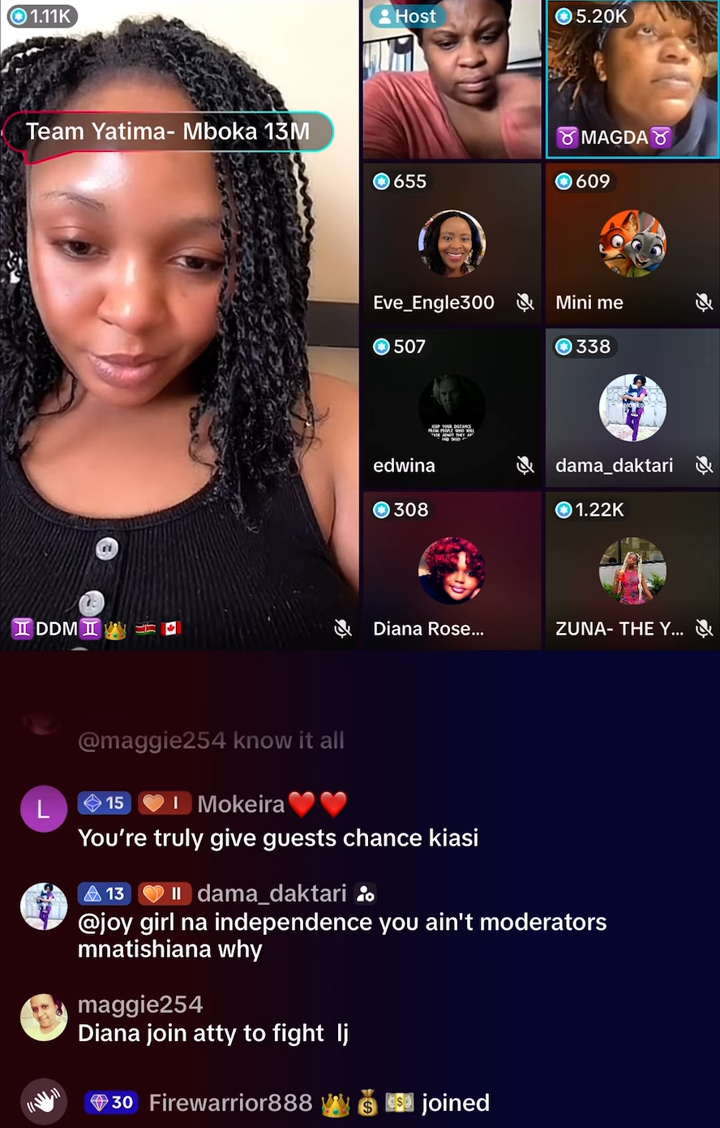 1.11K
Team Yatima- Mboka 13M
♊DDM♊👑 🇰🇪🇨🇦
Host
5.20K
♉MAGDA♉
655
Eve_Engle300
609
Mini me
507
edwina
338
dama_daktari
308
Diana Rose...
1.22K
ZUNA- THE Y...
@maggie254 know it all
L
15 I Mokeira❤️❤️
You’re truly give guests chance kiasi
13 II dama_daktari
@joy girl na independence you ain't moderators
mnatishiana why
maggie254
Diana join atty to fight lj
30 Firewarrior888 👑💰💵 joined